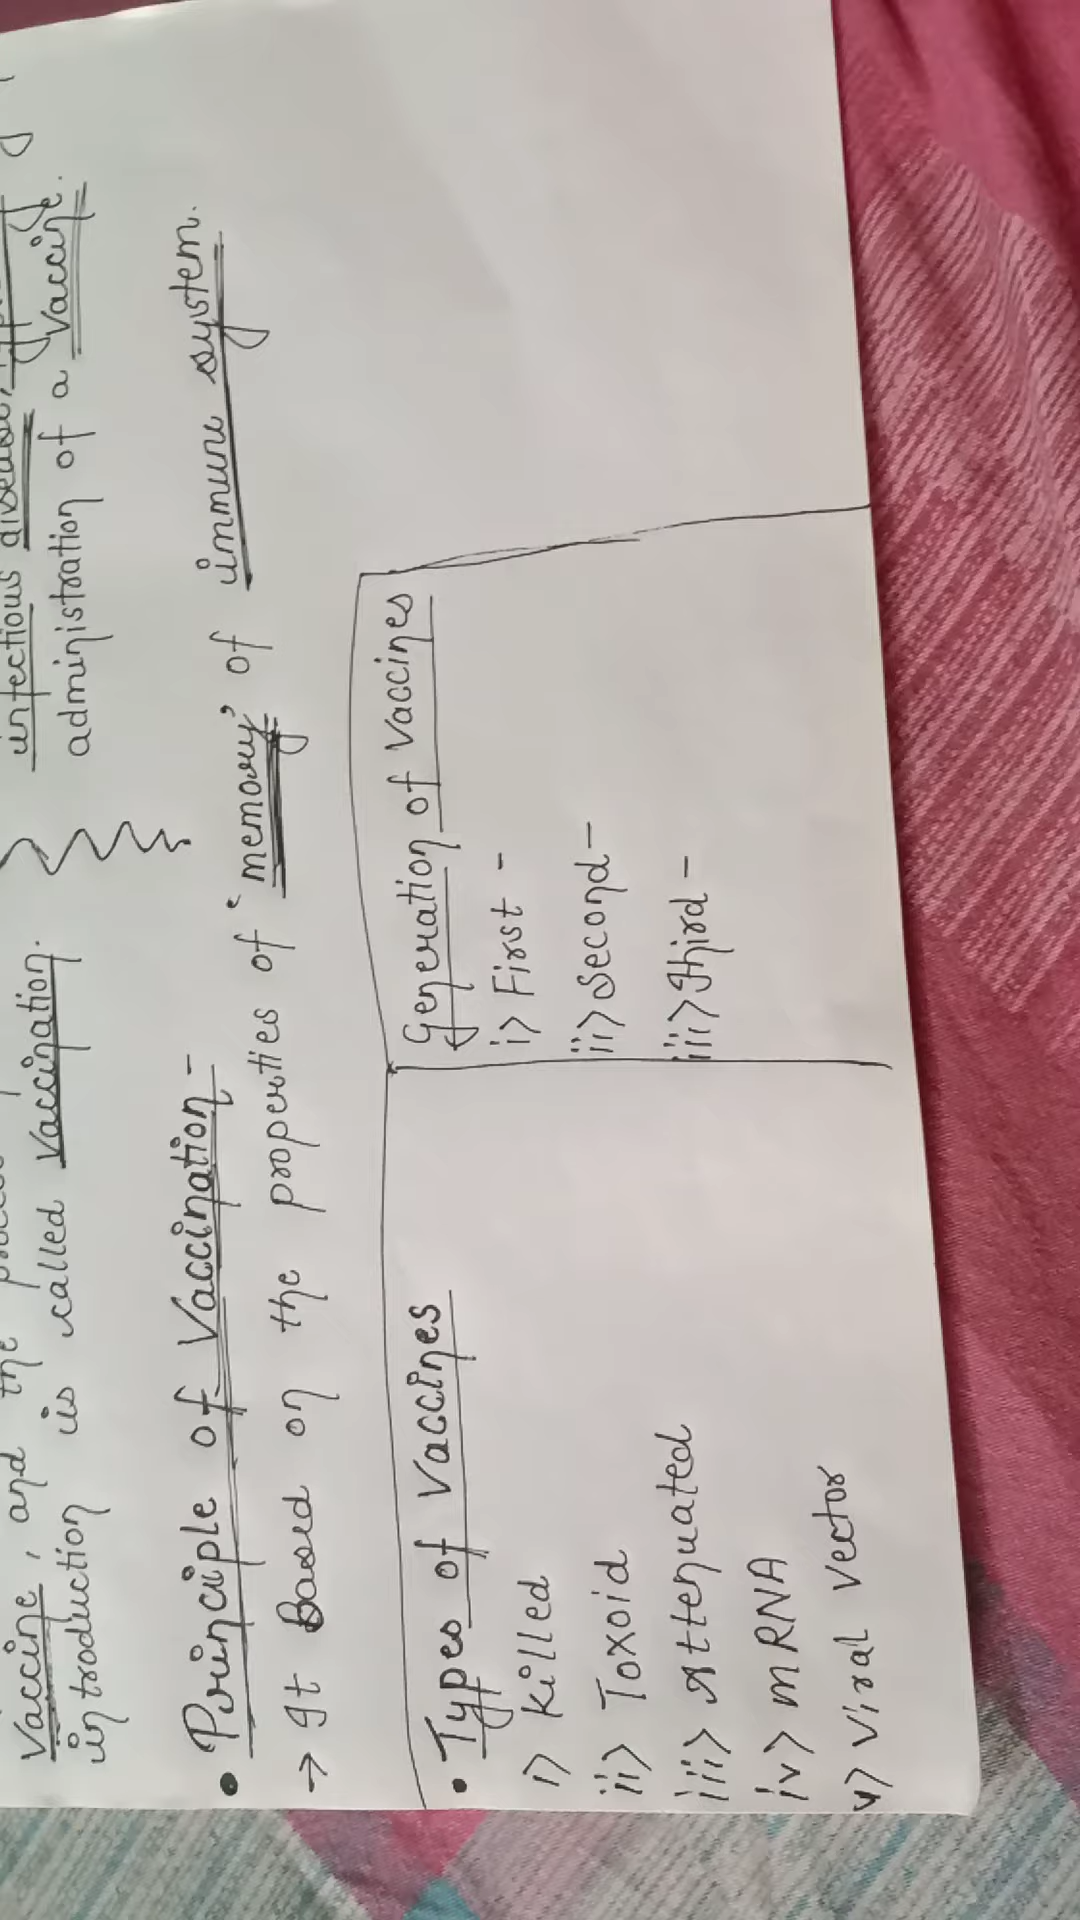 Vaccine, and the
introduction is called Vaccination.
infectious disease,
administration of a Vaccine.
• Principle of Vaccination -
→ It Based on the properties of 'memory' of immune system.
• Types of Vaccines
i> Killed
ii> Toxoid
iii> Attenuated
iv> mRNA
v> Viral Vector
Generation of Vaccines
i> First -
ii> Second -
iii> Third -